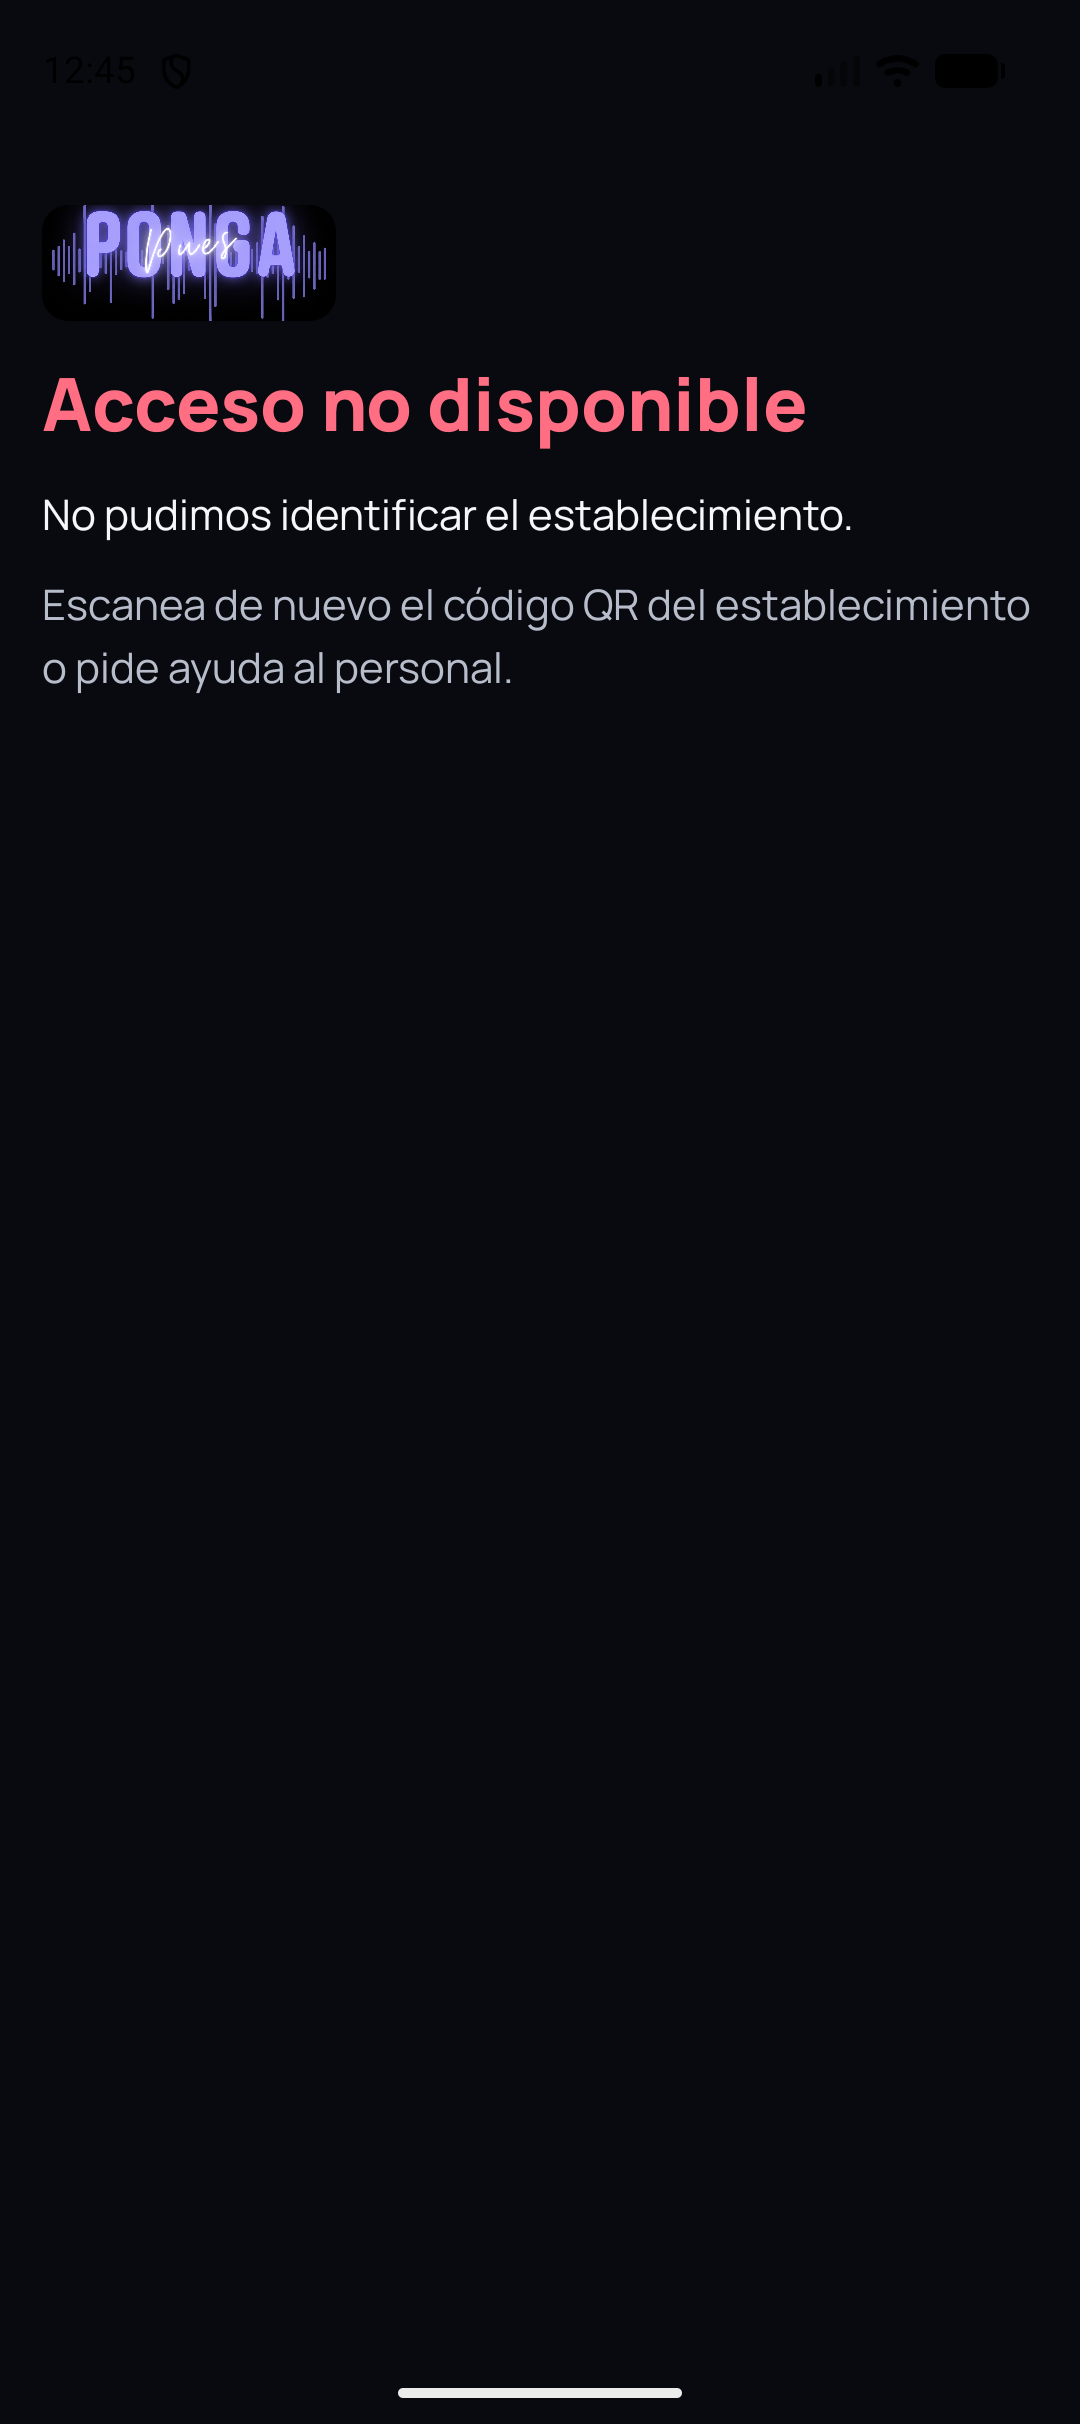 12:45
PONGA
Pues
Acceso no disponible
No pudimos identificar el establecimiento.
Escanea de nuevo el código QR del establecimiento
o pide ayuda al personal.